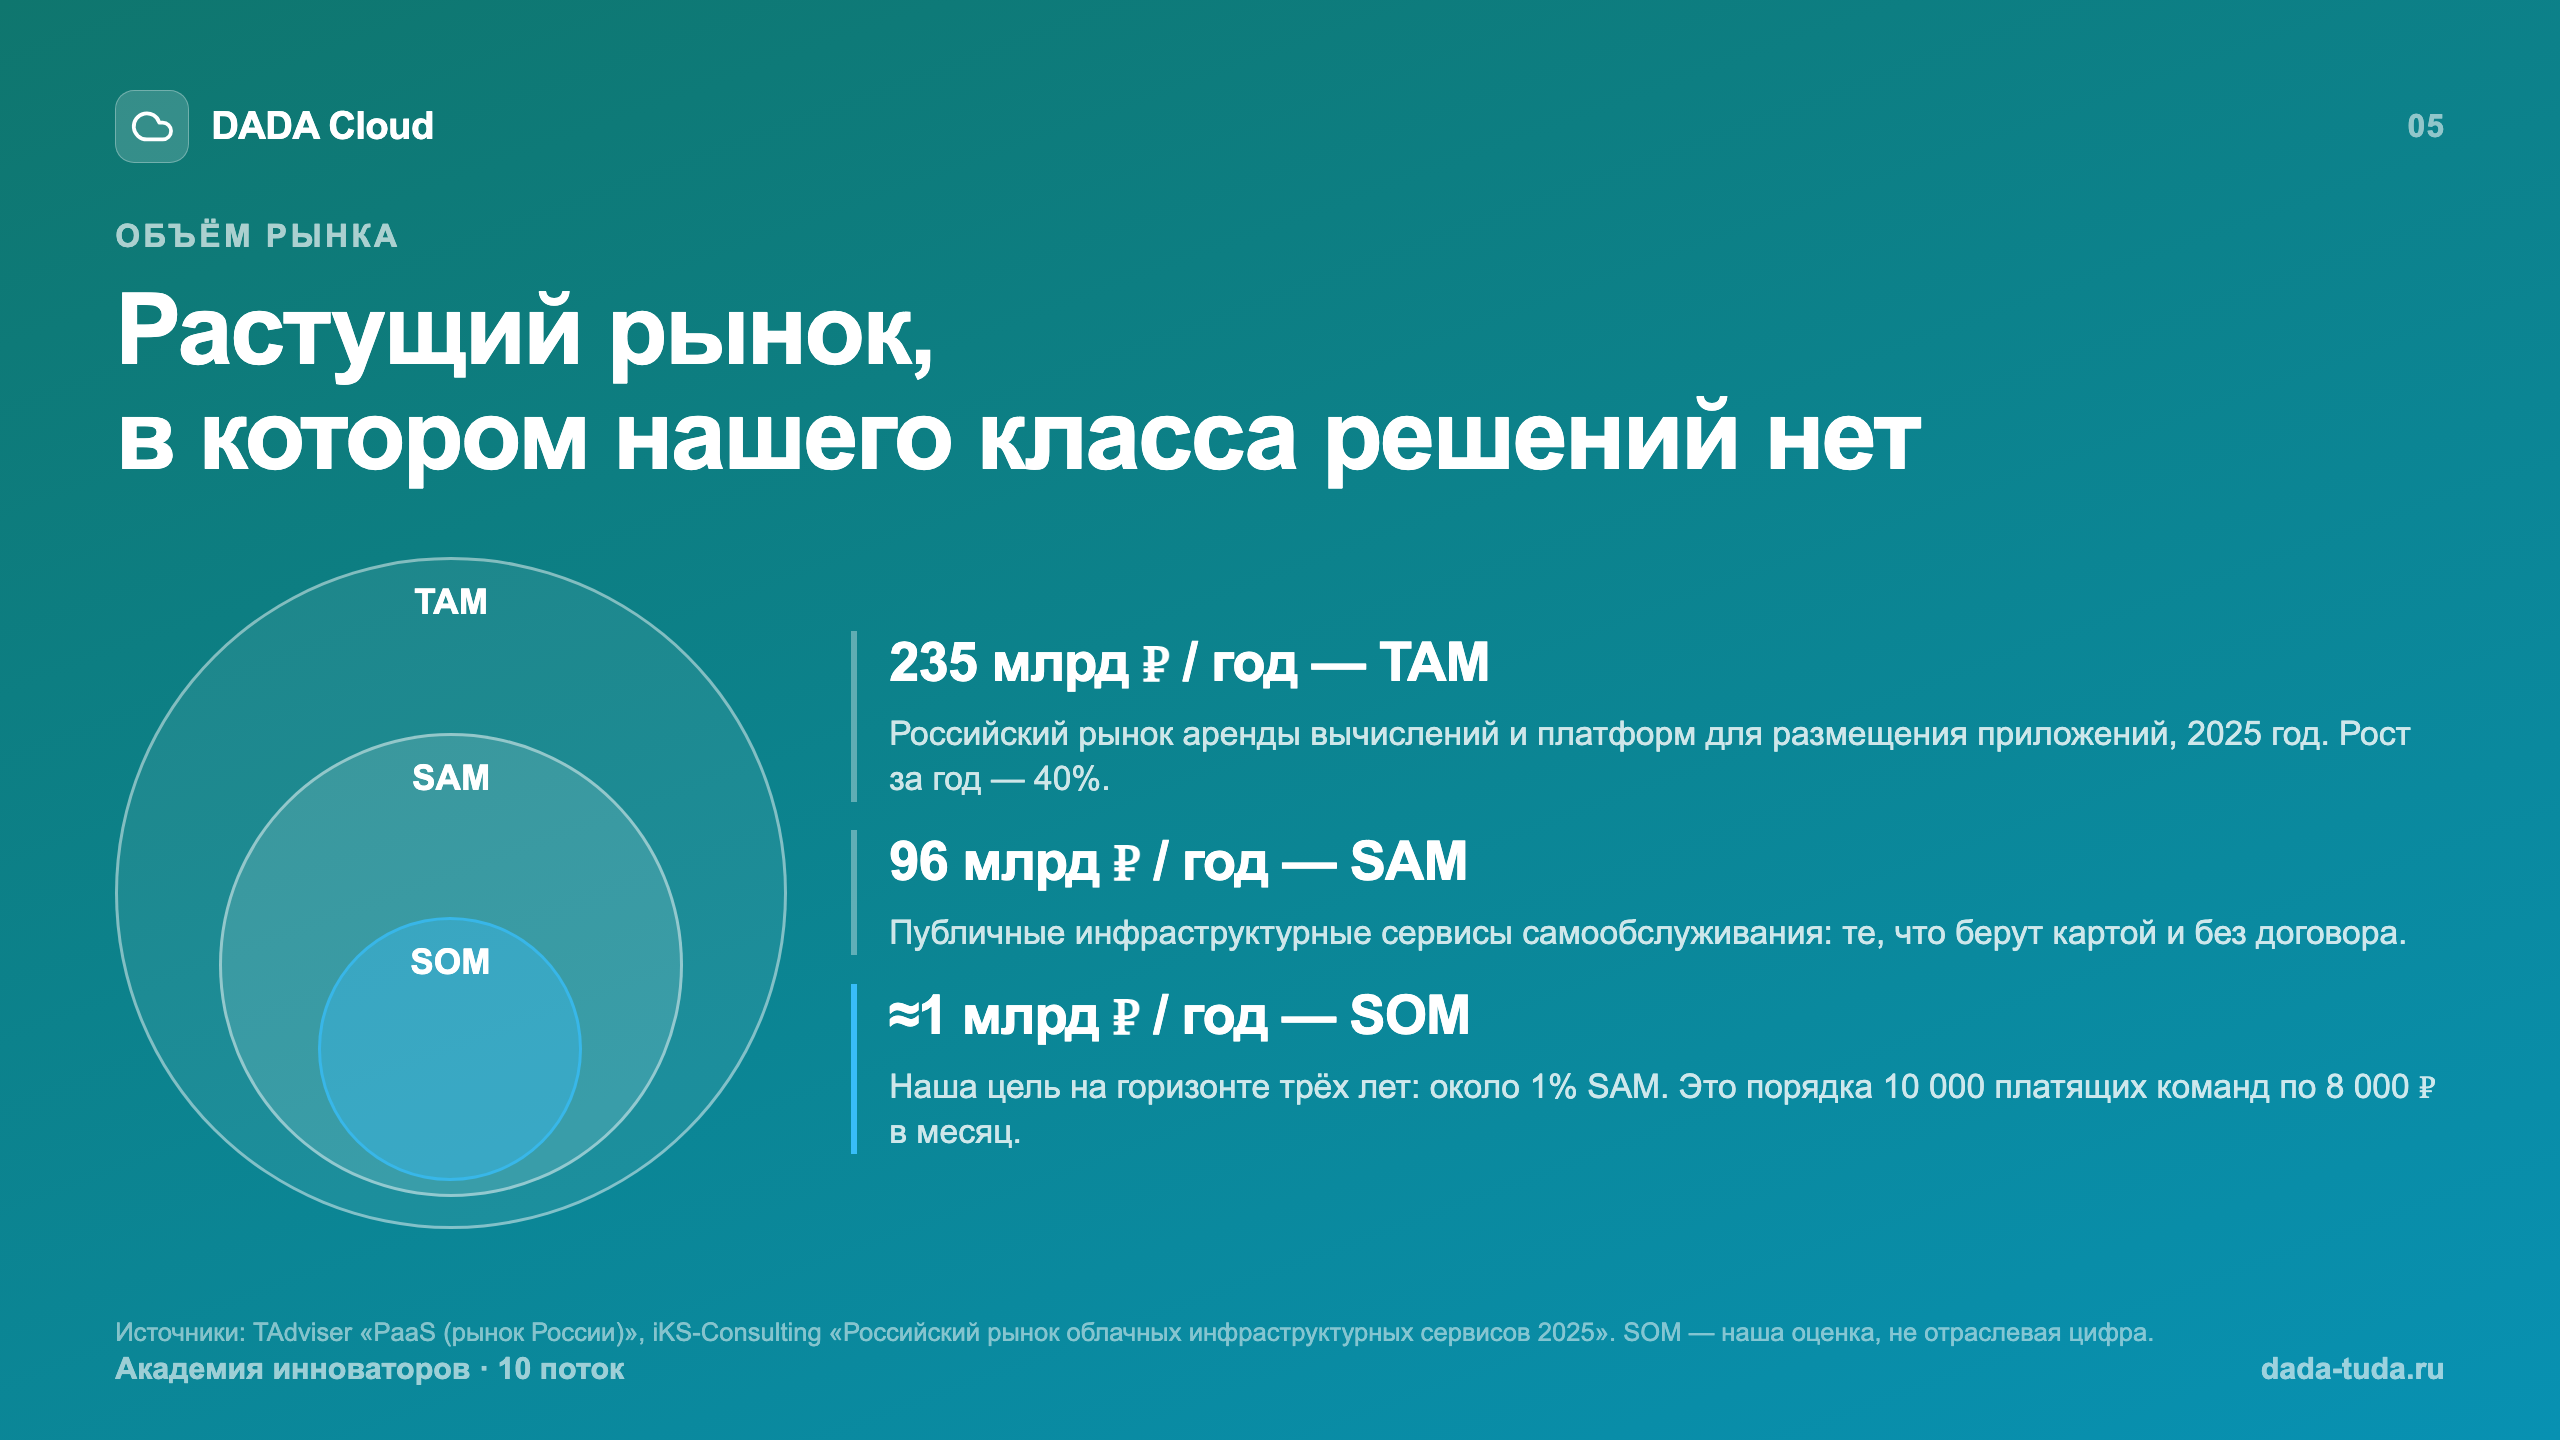 DADA Cloud
05
ОБЪЁМ РЫНКА
Растущий рынок,
в котором нашего класса решений нет
TAM
SAM
SOM
235 млрд ₽ / год — TAM
Российский рынок аренды вычислений и платформ для размещения приложений, 2025 год. Рост
за год — 40%.
96 млрд ₽ / год — SAM
Публичные инфраструктурные сервисы самообслуживания: те, что берут картой и без договора.
≈1 млрд ₽ / год — SOM
Наша цель на горизонте трёх лет: около 1% SAM. Это порядка 10 000 платящих команд по 8 000 ₽
в месяц.
Источники: TAdviser «PaaS (рынок России)», iKS-Consulting «Российский рынок облачных инфраструктурных сервисов 2025». SOM — наша оценка, не отраслевая цифра.
Академия инноваторов · 10 поток
dada-tuda.ru